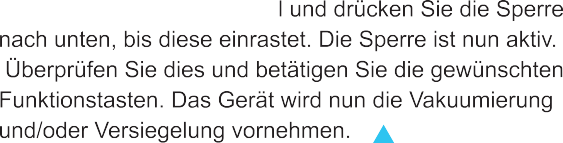 und drücken Sie die Sperre
nach unten, bis diese einrastet. Die Sperre ist nun aktiv.
Überprüfen Sie dies und betätigen Sie die gewünschten
Funktionstasten. Das Gerät wird nun die Vakuumierung
und/oder Versiegelung vornehmen.